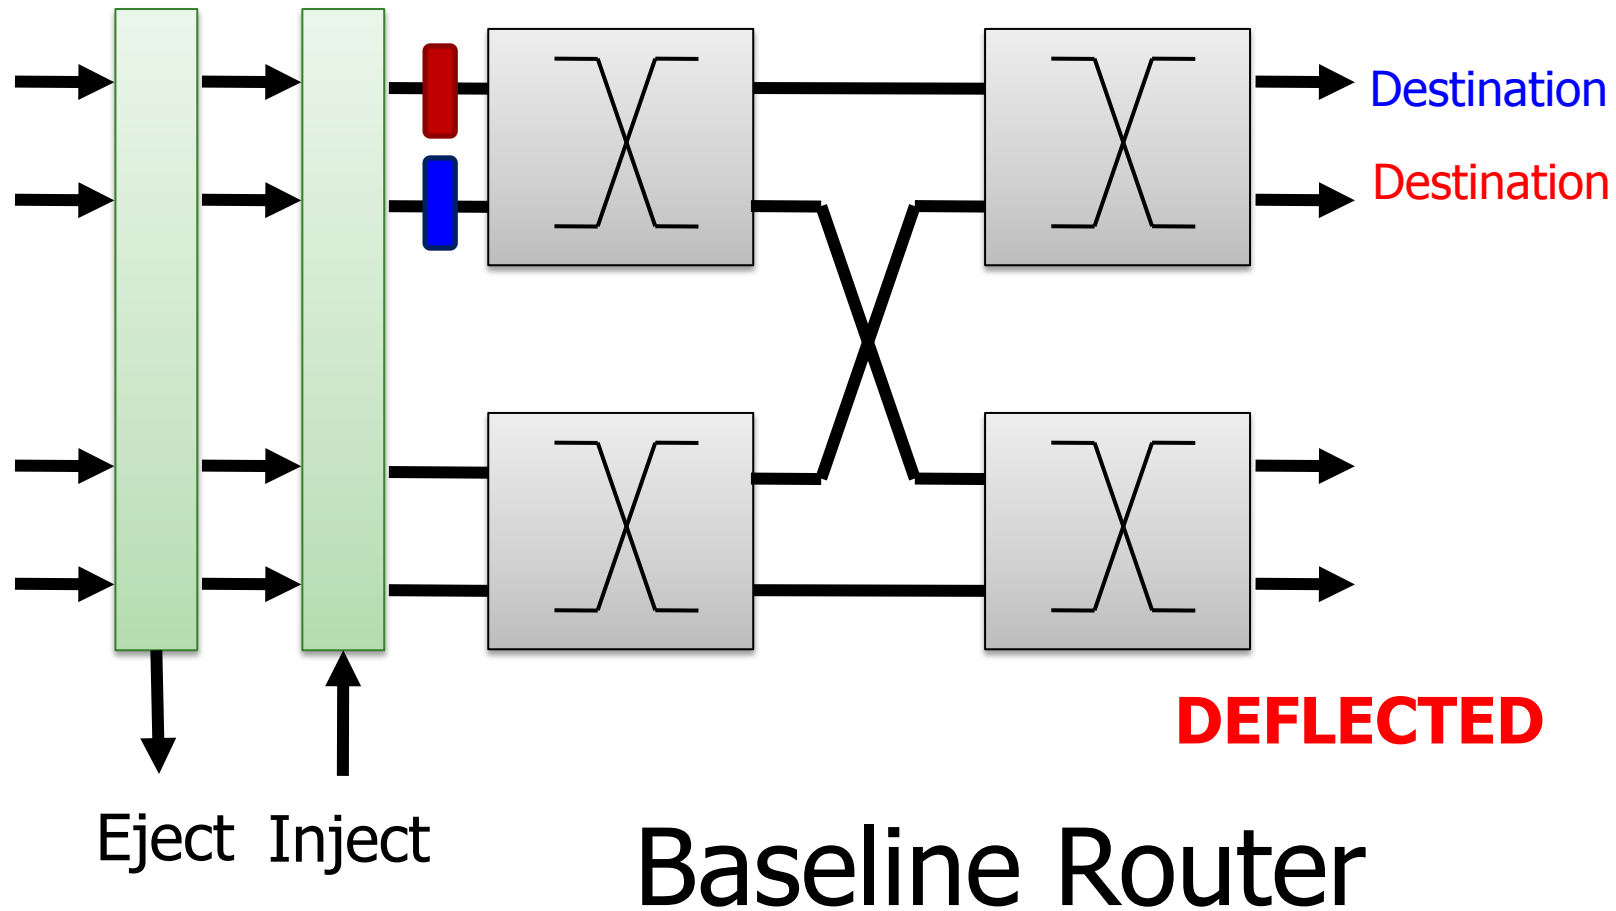 Destination
Destination
DEFLECTED
Eject Inject
Baseline Router